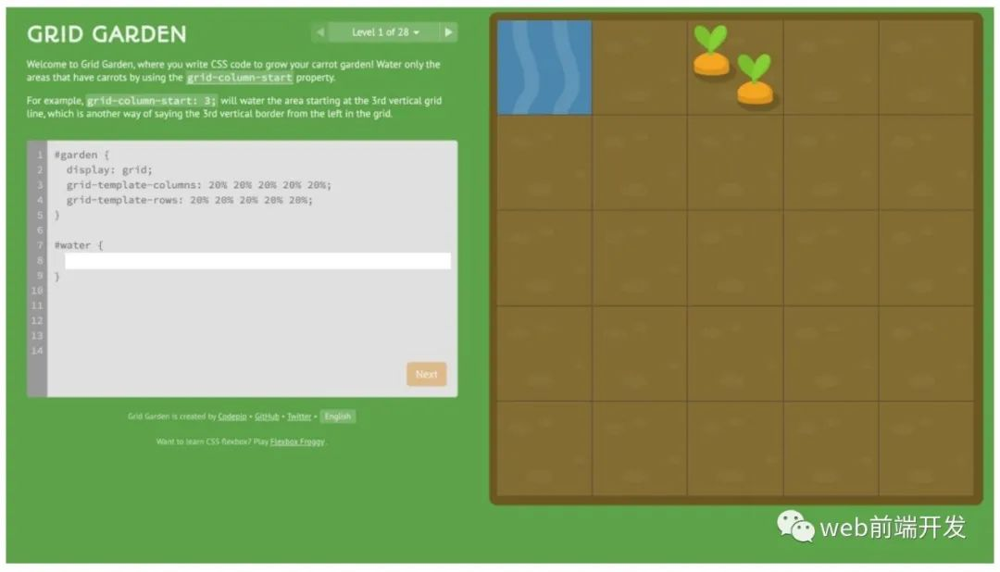 GRID GARDEN
Level 1 of 28
Welcome to Grid Garden, where you write CSS code to grow your carrot garden! Water only the
areas that have carrots by using the grid-column-start property.
For example, grid-column-start: 3; will water the area starting at the 3rd vertical grid
line, which is another way of saying the 3rd vertical border from the left in the grid.
1 #garden {
2 display: grid;
3 grid-template-columns: 20% 20% 20% 20% 20%;
4 grid-template-rows: 20% 20% 20% 20% 20%;
5 }
6
7 #water {
8
9 }
10
11
12
13
14
Next
Grid Garden is created by Codepip • GitHub • Twitter • English
Want to learn CSS flexbox? Play Flexbox Froggy.
web前端开发